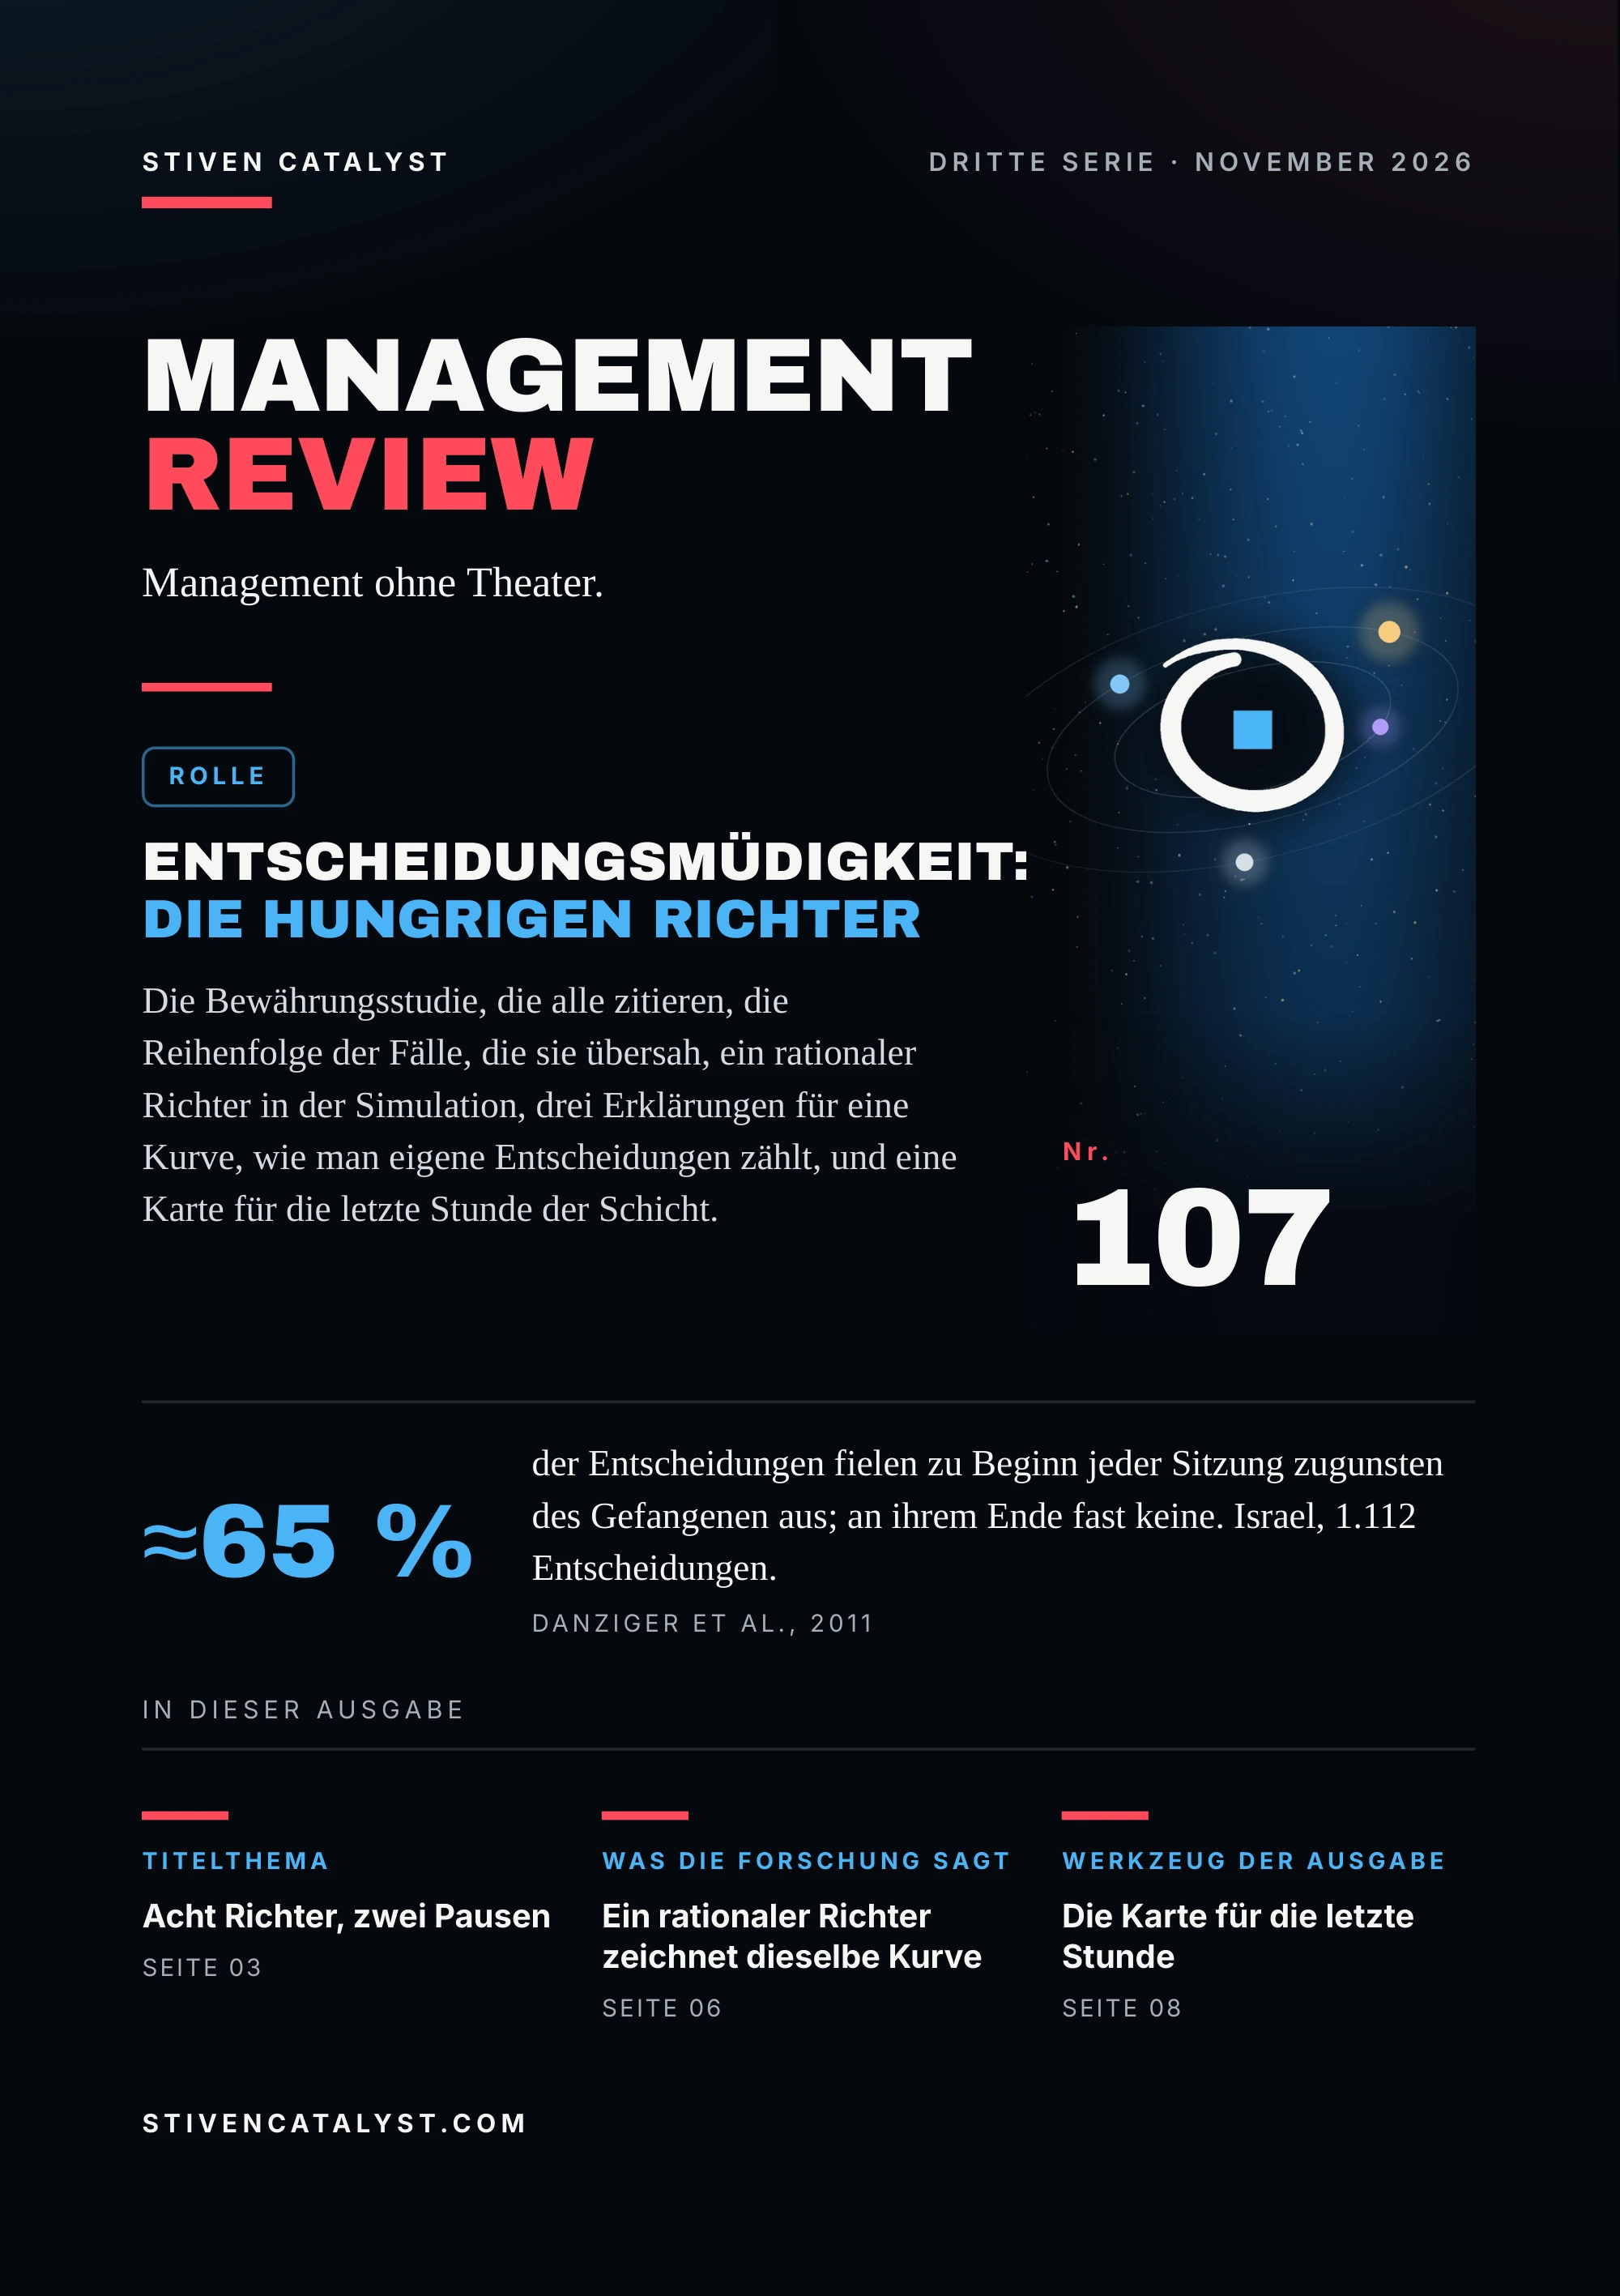 STIVEN CATALYST
DRITTE SERIE · NOVEMBER 2026
MANAGEMENT
REVIEW
Management ohne Theater.
ROLLE
ENTSCHEIDUNGSMÜDIGKEIT:
DIE HUNGRIGEN RICHTER
Die Bewährungsstudie, die alle zitieren, die
Reihenfolge der Fälle, die sie übersah, ein rationaler
Richter in der Simulation, drei Erklärungen für eine
Kurve, wie man eigene Entscheidungen zählt, und eine
Karte für die letzte Stunde der Schicht.
Nr.
107
≈65 %
der Entscheidungen fielen zu Beginn jeder Sitzung zugunsten
des Gefangenen aus; an ihrem Ende fast keine. Israel, 1.112
Entscheidungen.
DANZIGER ET AL., 2011
IN DIESER AUSGABE
TITELTHEMA
Acht Richter, zwei Pausen
SEITE 03
WAS DIE FORSCHUNG SAGT
Ein rationaler Richter
zeichnet dieselbe Kurve
SEITE 06
WERKZEUG DER AUSGABE
Die Karte für die letzte
Stunde
SEITE 08
STIVENCATALYST.COM